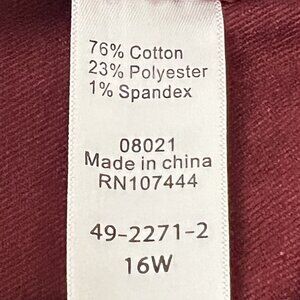 76% Cotton
23% Polyester
1% Spandex
08021
Made in china
RN107444
49-2271-2
16W